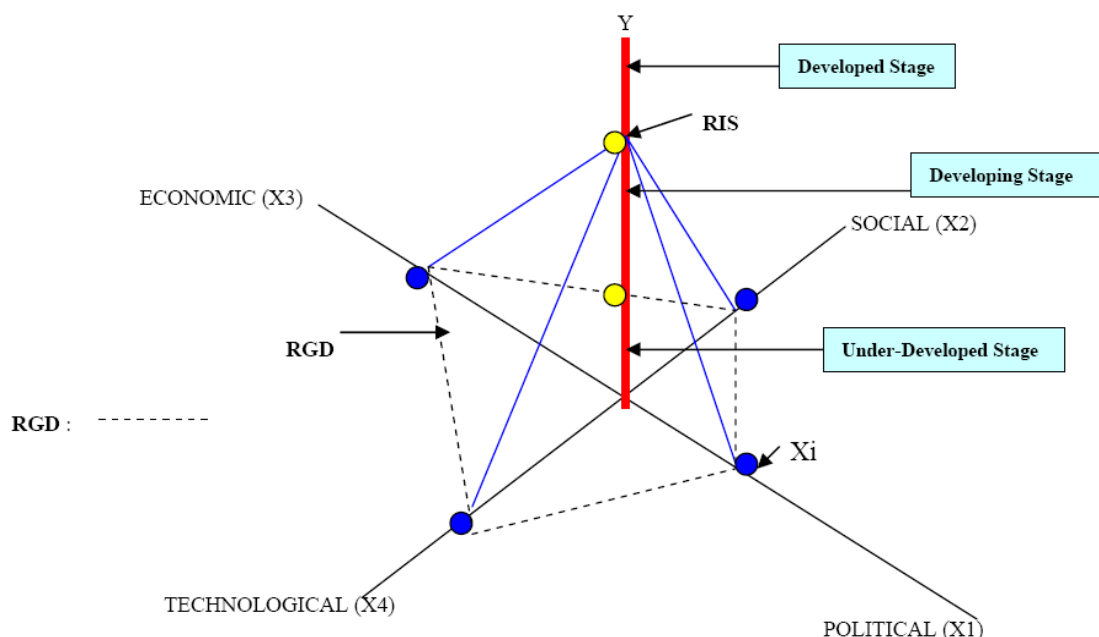 Y
Developed Stage
RIS
Developing Stage
ECONOMIC (X3)
SOCIAL (X2)
RGD
Under-Developed Stage
RGD :
Xi
TECHNOLOGICAL (X4)
POLITICAL (X1)